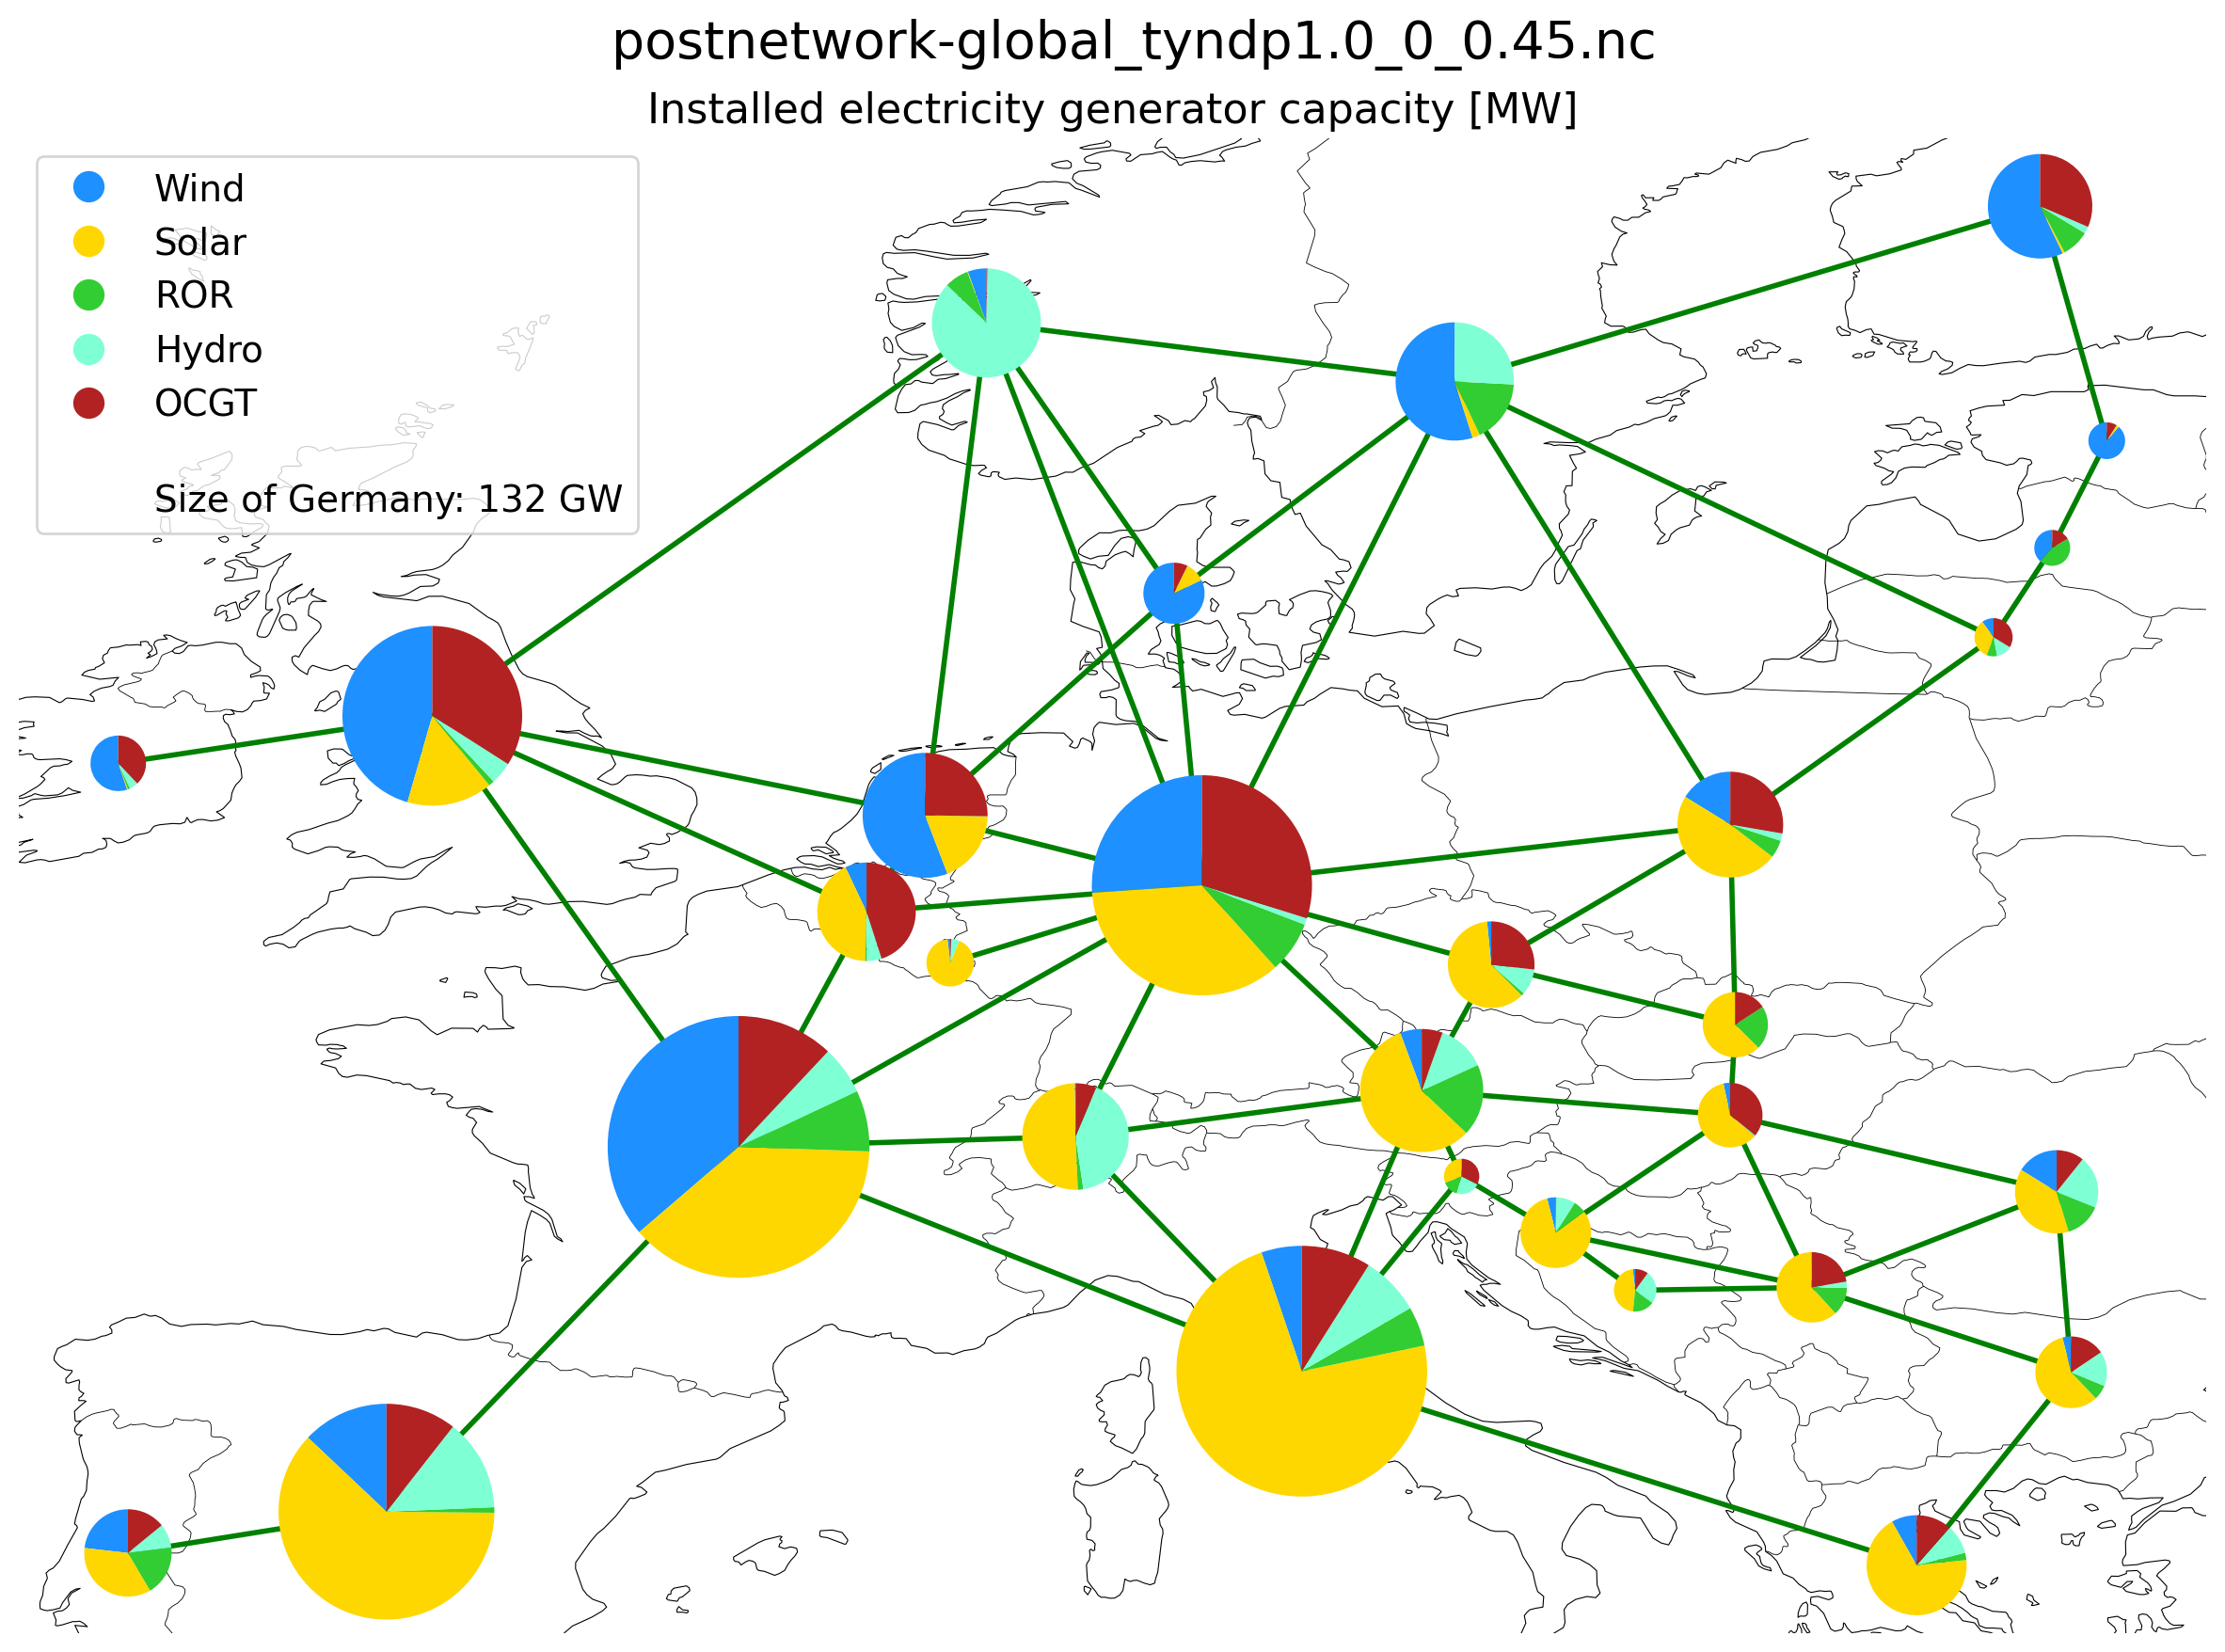 postnetwork-global_tyndp1.0_0_0.45.nc
Installed electricity generator capacity [MW]
Wind
Solar
ROR
Hydro
OCGT
Size of Germany: 132 GW